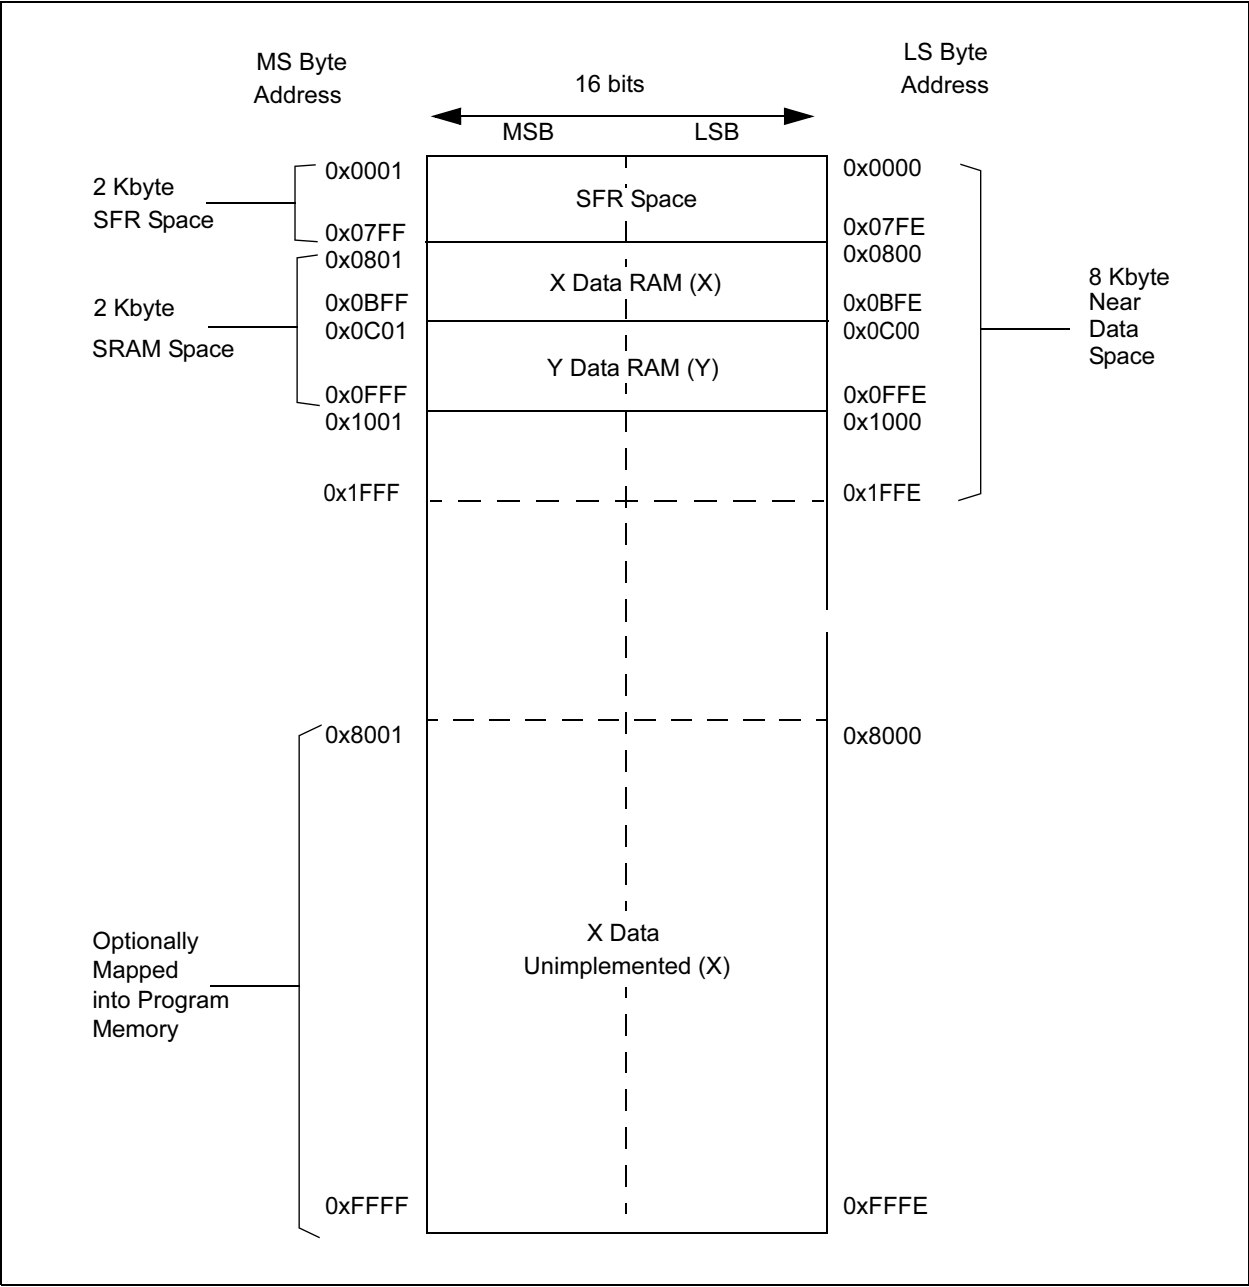 MS Byte
Address
16 bits
LS Byte
Address
MSB
LSB
2 Kbyte
SFR Space
0x0001
SFR Space
0x0000
0x07FF
0x07FE
2 Kbyte
SRAM Space
0x0801
0x0800
X Data RAM (X)
0x0BFF
0x0BFE
0x0C01
0x0C00
Y Data RAM (Y)
0x0FFF
0x0FFE
0x1001
0x1000
8 Kbyte
Near
Data
Space
0x1FFF
0x1FFE
0x8001
0x8000
Optionally
Mapped
into Program
Memory
X Data
Unimplemented (X)
0xFFFF
0xFFFE